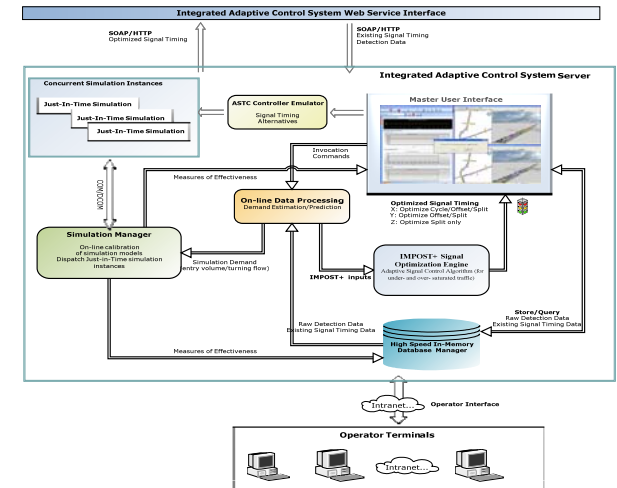 Integrated Adaptive Control System Web Service Interface
SOAP/HTTP
Optimized Signal Timing
SOAP/HTTP
Existing Signal Timing
Detection Data
Integrated Adaptive Control System Server
Concurrent Simulation Instances
Just-In-Time Simulation
Just-In-Time Simulation
Just-In-Time Simulation
ASTC Controller Emulator
Signal Timing
Alternatives
Master User Interface
Invocation
Commands
Measures of Effectiveness
COM/DCOM
On-line Data Processing
Demand Estimation/Prediction
Optimized Signal Timing
X: Optimize Cycle/Offset/Split
Y: Optimize Offset/Split
Z: Optimize Split only
Simulation Manager
On-line calibration
of simulation models
Dispatch Just-in-Time simulation
instances
Simulation Demand
(entry volume/turning flow)
IMPOST+ inputs
IMPOST+ Signal
Optimization Engine
Adaptive Signal Control Algorithm (for
under- and over- saturated traffic)
Store/Query
Raw Detection Data
Existing Signal Timing Data
Raw Detection Data
Existing Signal Timing Data
High Speed In-Memory
Database Manager
Measures of Effectiveness
Intranet...
Operator Interface
Operator Terminals
Intranet...